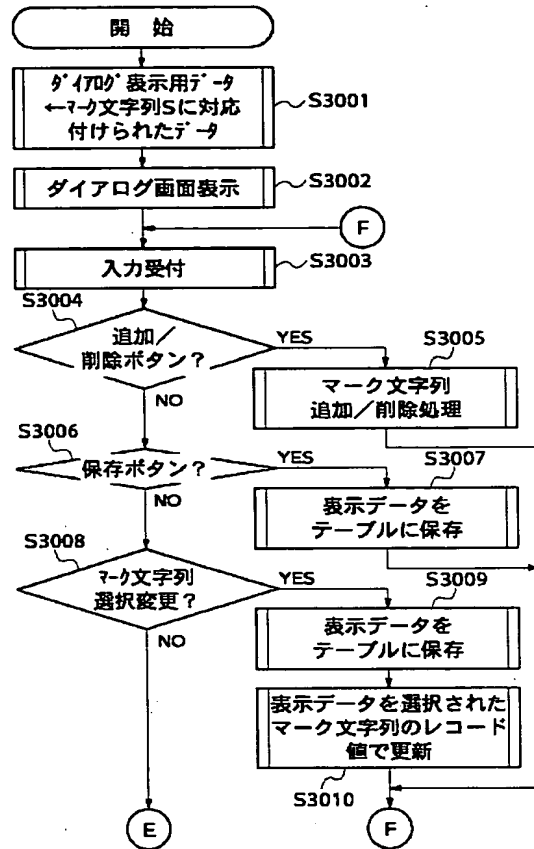 開 始
ダイアログ表示用データ
←マーク文字列Sに対応
付けられたデータ
S3001
ダイアログ画面表示
S3002
F
入力受付
S3003
S3004
追加／
削除ボタン？
YES
NO
S3005
マーク文字列
追加／削除処理
S3006
保存ボタン？
YES
NO
S3007
表示データを
テーブルに保存
S3008
マーク文字列
選択変更？
YES
NO
S3009
表示データを
テーブルに保存
表示データを選択された
マーク文字列のレコード
値で更新
S3010
E
F